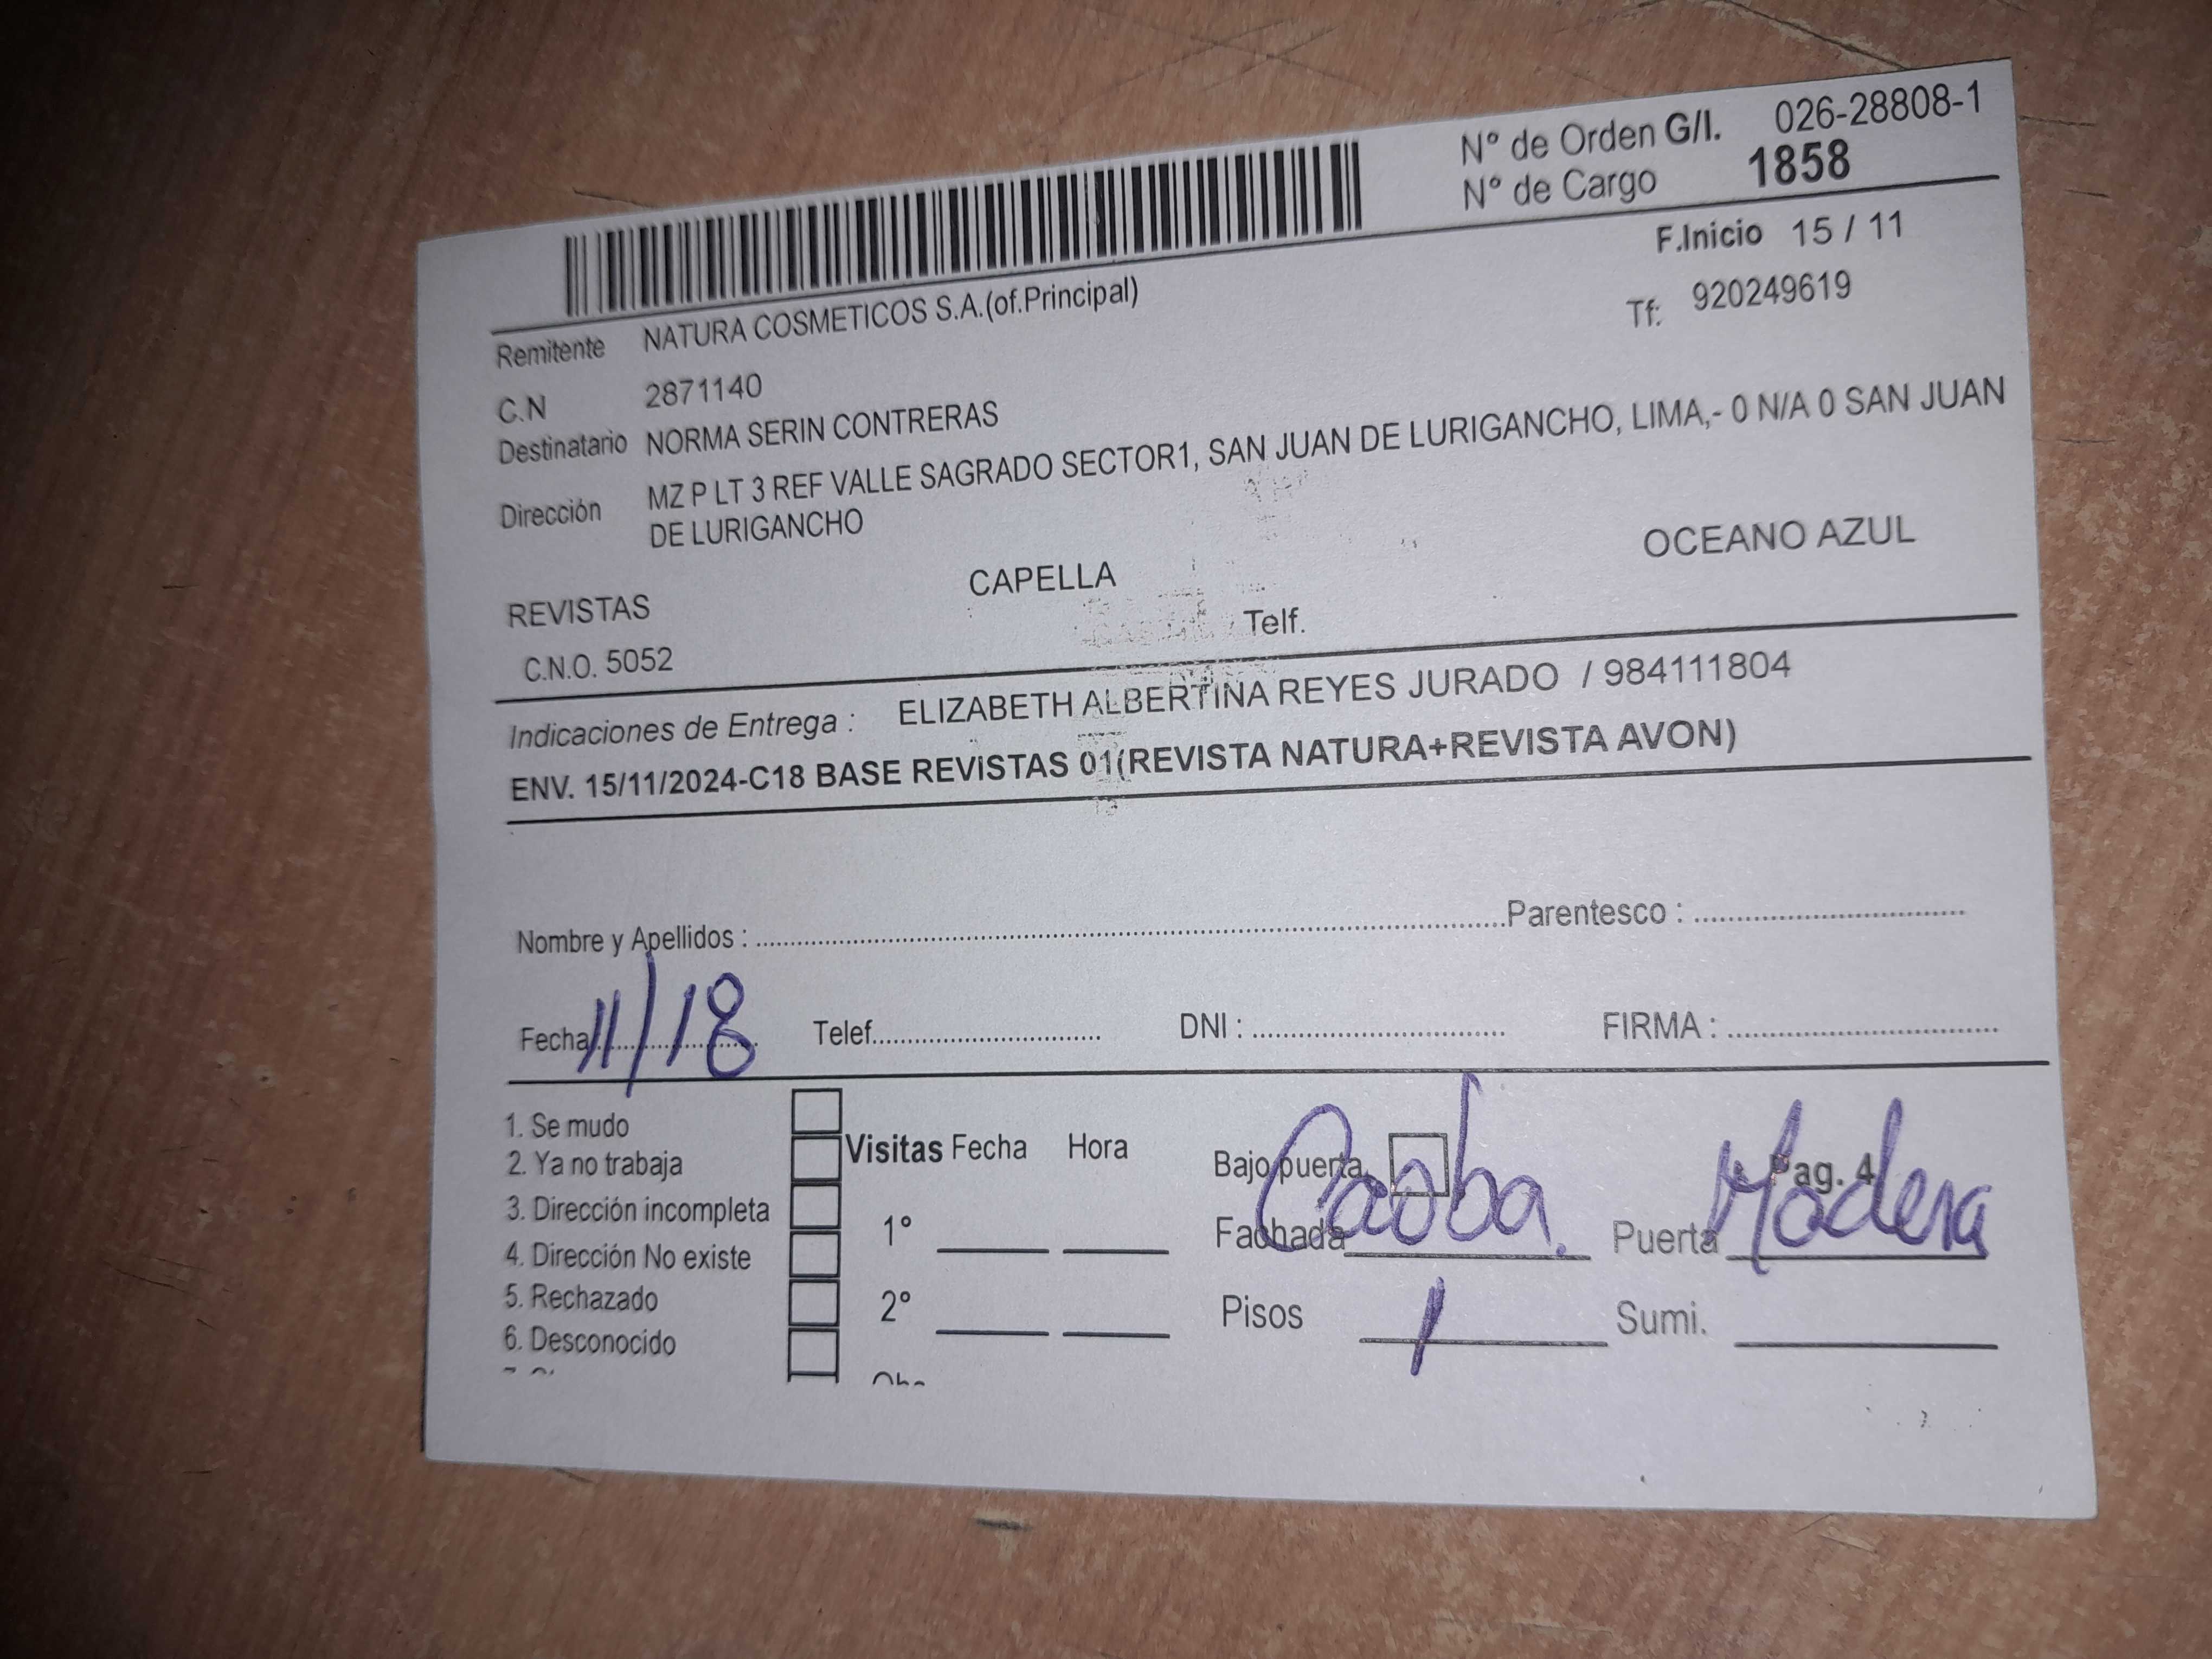 Nº de Orden G/I. 026-28808-1
Nº de Cargo 1858
F.Inicio 15 / 11
Remitente NATURA COSMETICOS S.A.(of.Principal)
Tf: 920249619
C.N 2871140
Destinatario NORMA SERIN CONTRERAS
Dirección MZ P LT 3 REF VALLE SAGRADO SECTOR1, SAN JUAN DE LURIGANCHO, LIMA,- 0 N/A 0 SAN JUAN
DE LURIGANCHO
REVISTAS CAPELLA OCEANO AZUL
C.N.O. 5052 Telf.
Indicaciones de Entrega : ELIZABETH ALBERTINA REYES JURADO / 984111804
ENV. 15/11/2024-C18 BASE REVISTAS 01(REVISTA NATURA+REVISTA AVON)
Nombre y Apellidos : Parentesco :
Fecha 11/18 Telef. DNI : FIRMA :
1. Se mudo
2. Ya no trabaja
3. Dirección incompleta
4. Dirección No existe
5. Rechazado
6. Desconocido
Visitas Fecha Hora
1º
2º
Bajo puerta Pag. 4
Fachada Caoba. Puerta Madera
Pisos 1 Sumi.